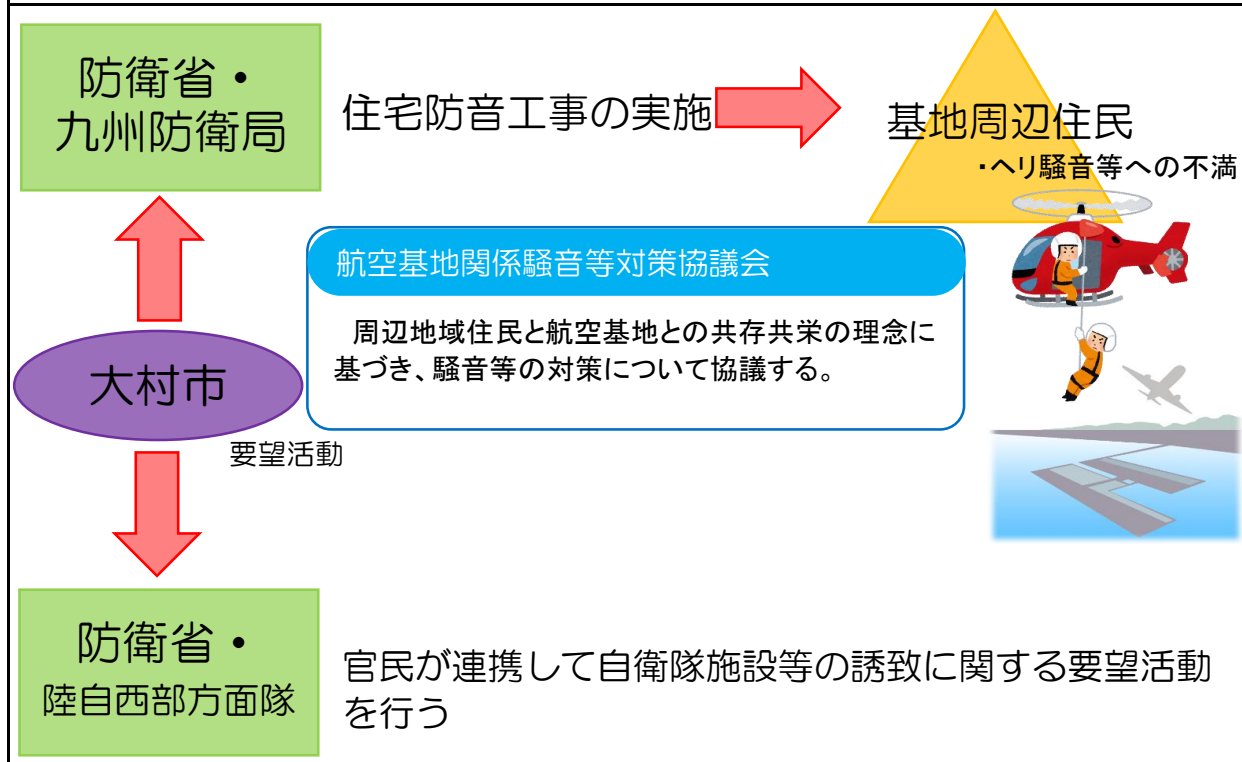 防衛省・
九州防衛局
住宅防音工事の実施
基地周辺住民
・ヘリ騒音等への不満
航空基地関係騒音等対策協議会
周辺地域住民と航空基地との共存共栄の理念に
基づき、騒音等の対策について協議する。
大村市
要望活動
防衛省・
陸自西部方面隊
官民が連携して自衛隊施設等の誘致に関する要望活動
を行う